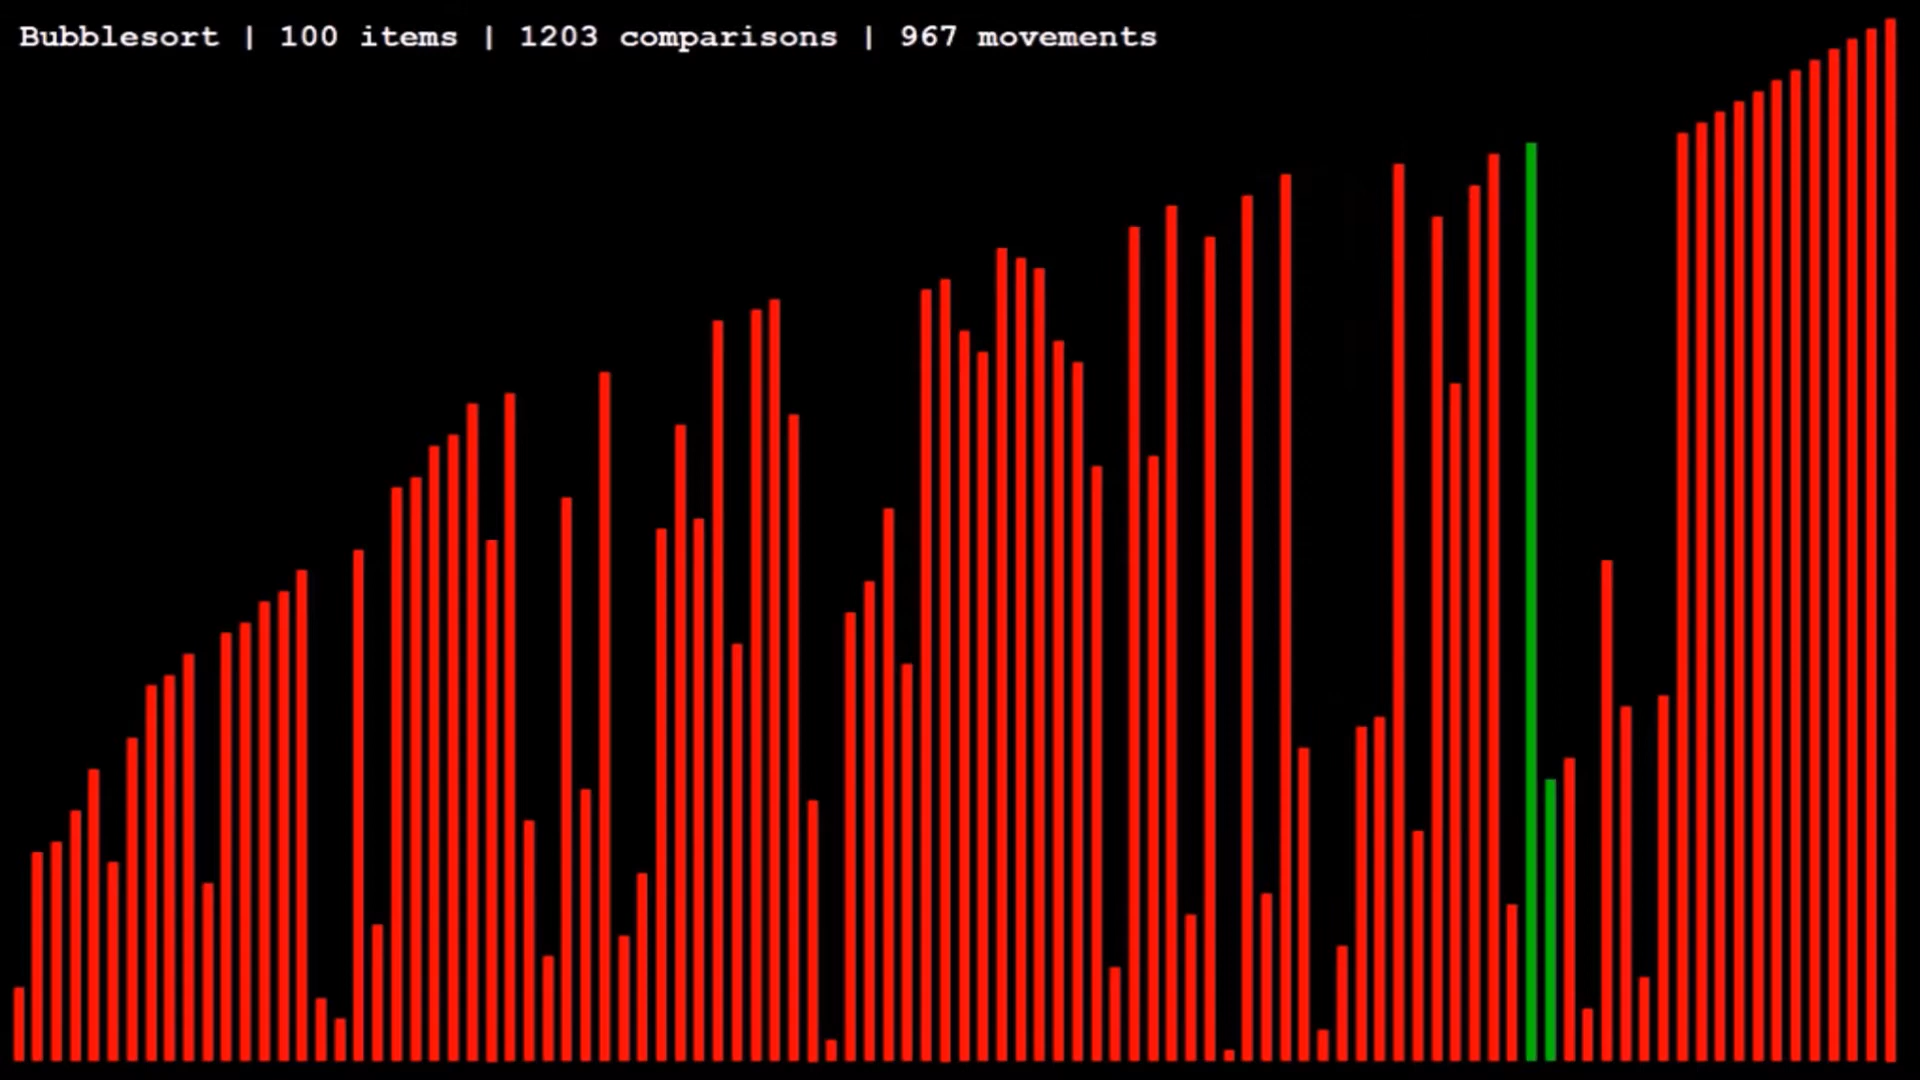 Bubblesort | 100 items | 1203 comparisons | 967 movements